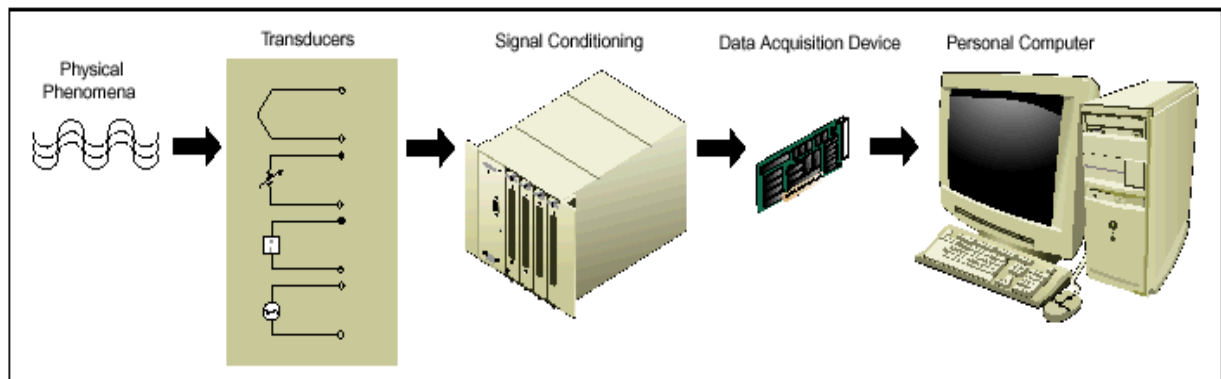 Physical
Phenomena
Transducers
Signal Conditioning
Data Acquisition Device
Personal Computer